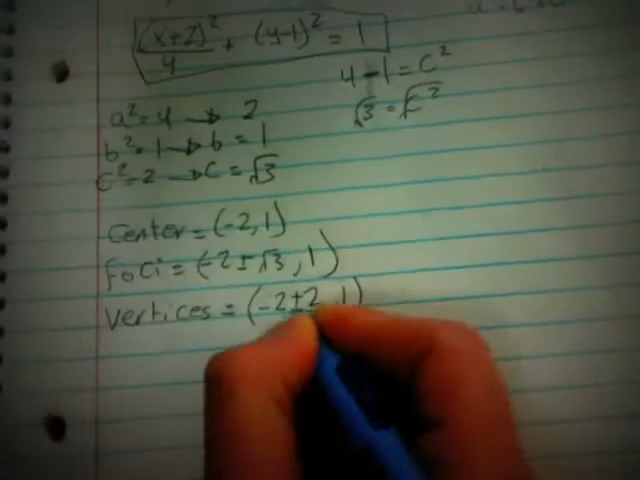 (x+2)²/4 + (y-1)² = 1
4-1=C²
√3 = √C²
a²=4 → 2
b²=1 → b = 1
c²=2 → C = √3
Center = (-2,1)
Foci = (-2±√3, 1)
Vertices = (-2±2, 1)